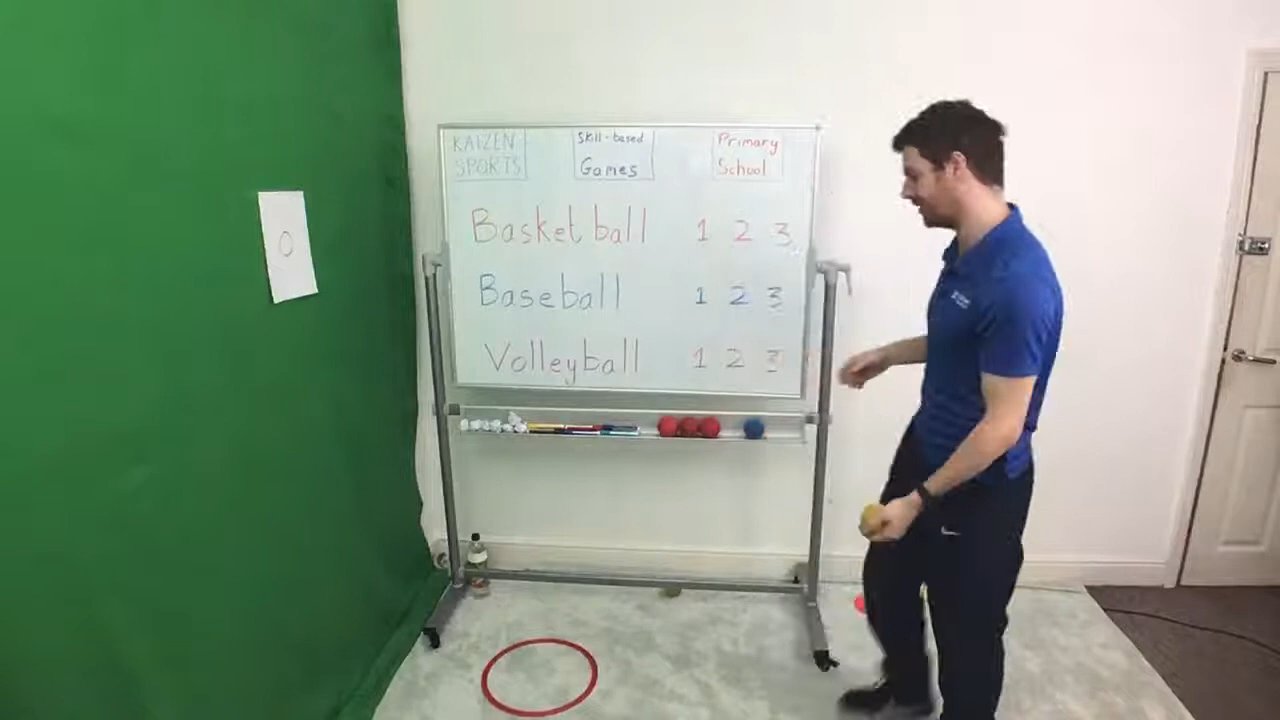 KAIZEN
SPORTS
Skill-based
Games
Primary
School
Basketball 1 2 3
Baseball 1 2 3
Volleyball 1 2 3
0